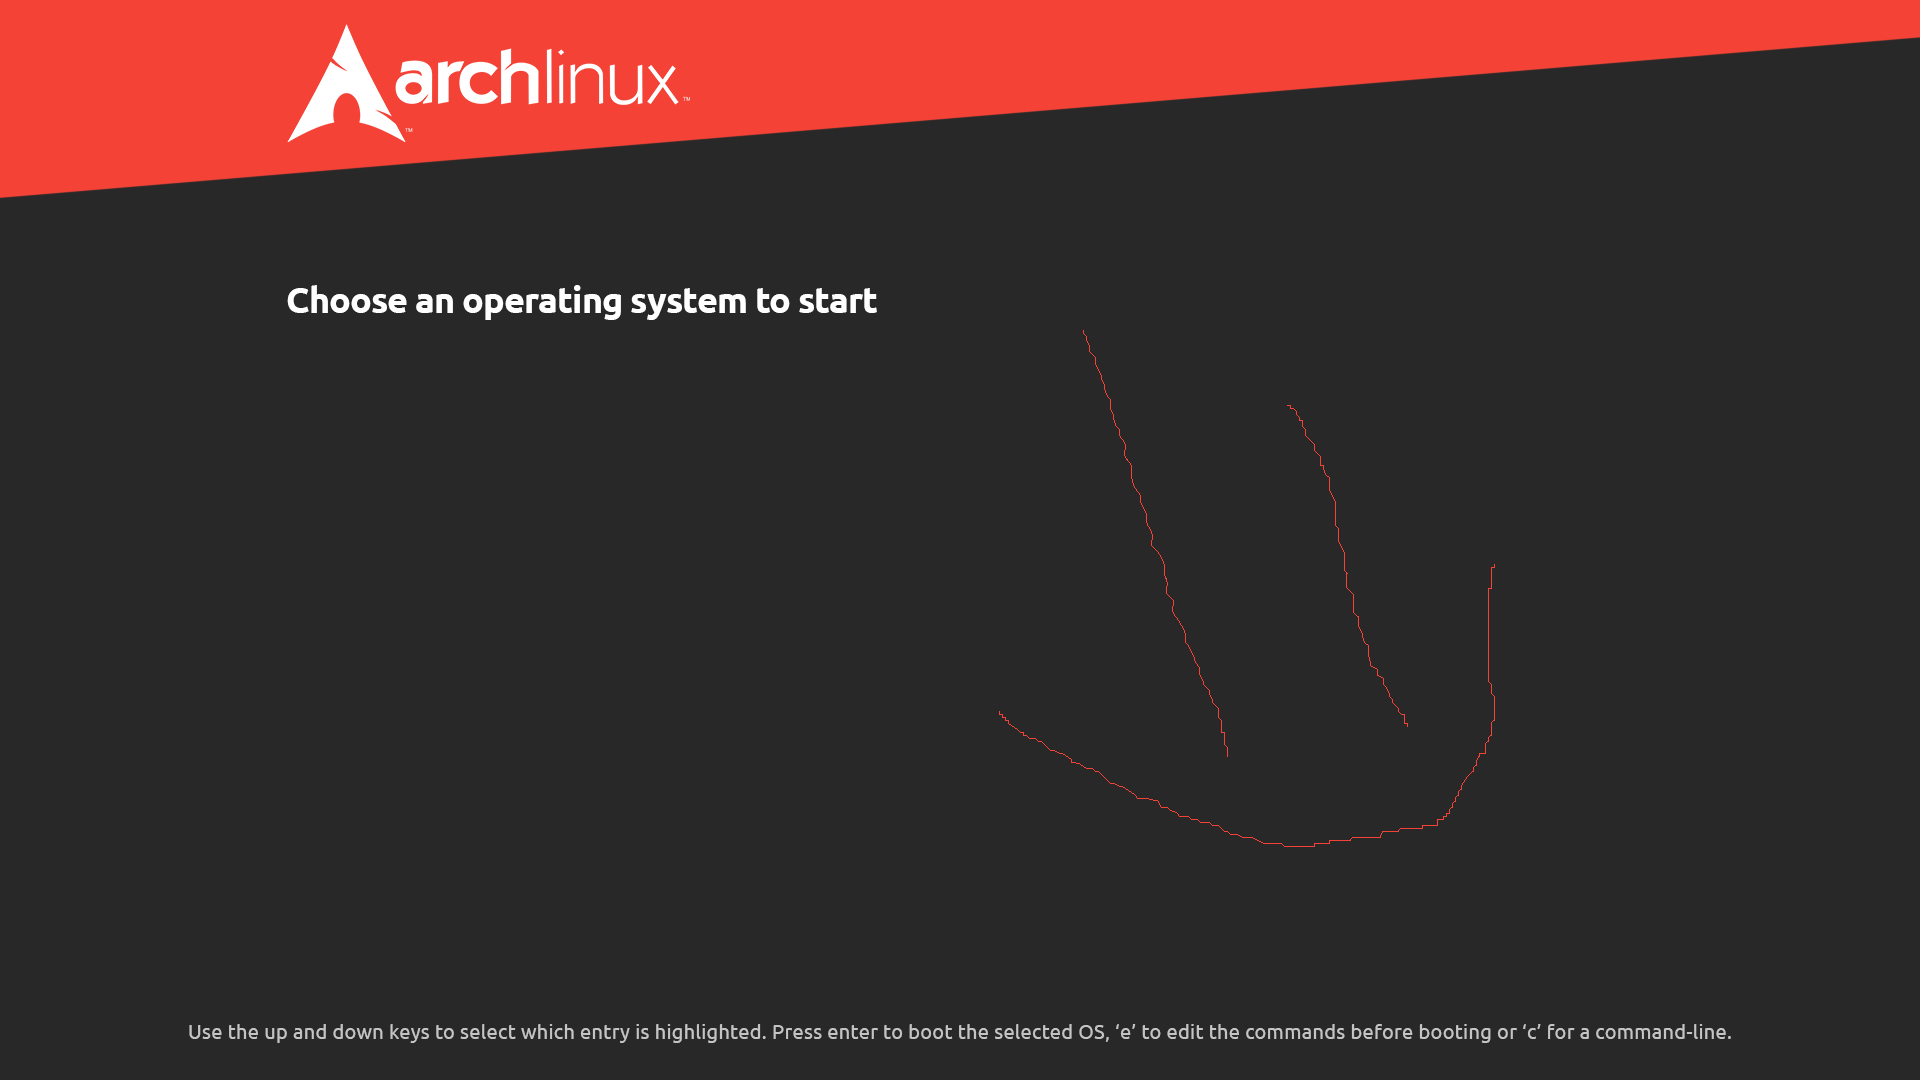 archlinux™
™
Choose an operating system to start
Use the up and down keys to select which entry is highlighted. Press enter to boot the selected OS, ‘e’ to edit the commands before booting or ‘c’ for a command-line.